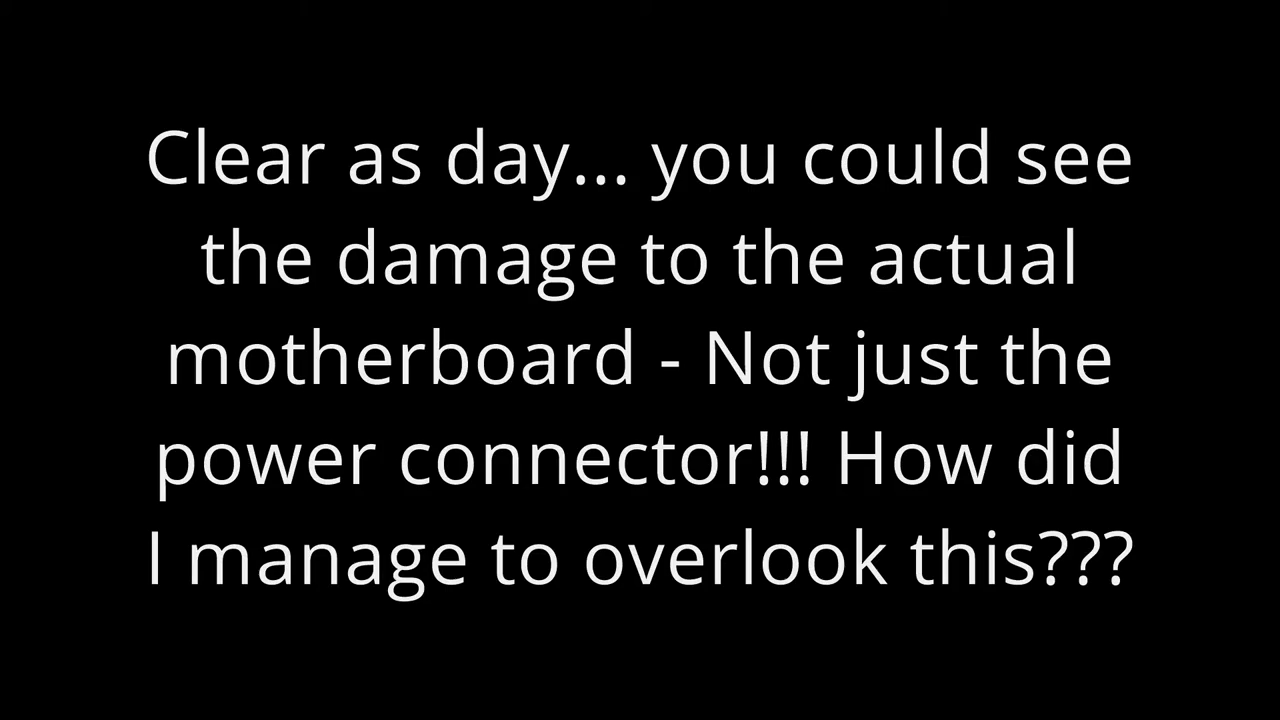 Clear as day... you could see
the damage to the actual
motherboard - Not just the
power connector!!! How did
I manage to overlook this???